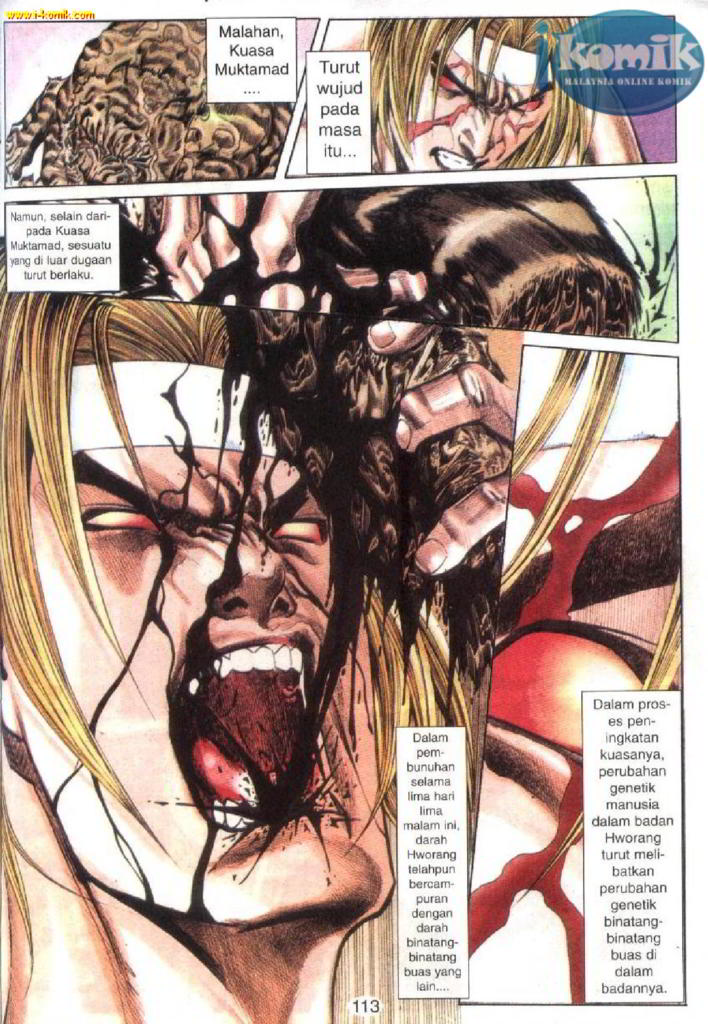 www.i-komik.com
ikomik
MALAYSIA ONLINE KOMIK
Malahan,
Kuasa
Muktamad
....
Turut
wujud
pada
masa
itu...
Namun, selain dari-
pada Kuasa
Muktamad, sesuatu
yang di luar dugaan
turut berlaku.
Dalam
pem-
bunuhan
selama
lima hari
lima
malam ini,
darah
Hworang
telahpun
bercam-
puran
dengan
darah
binatang-
binatang
buas yang
lain....
Dalam pros-
es pen-
ingkatan
kuasanya,
perubahan
genetik
manusia
dalam badan
Hworang
turut meli-
batkan
perubahan
genetik
binatang-
binatang
buas di
dalam
badannya.
113